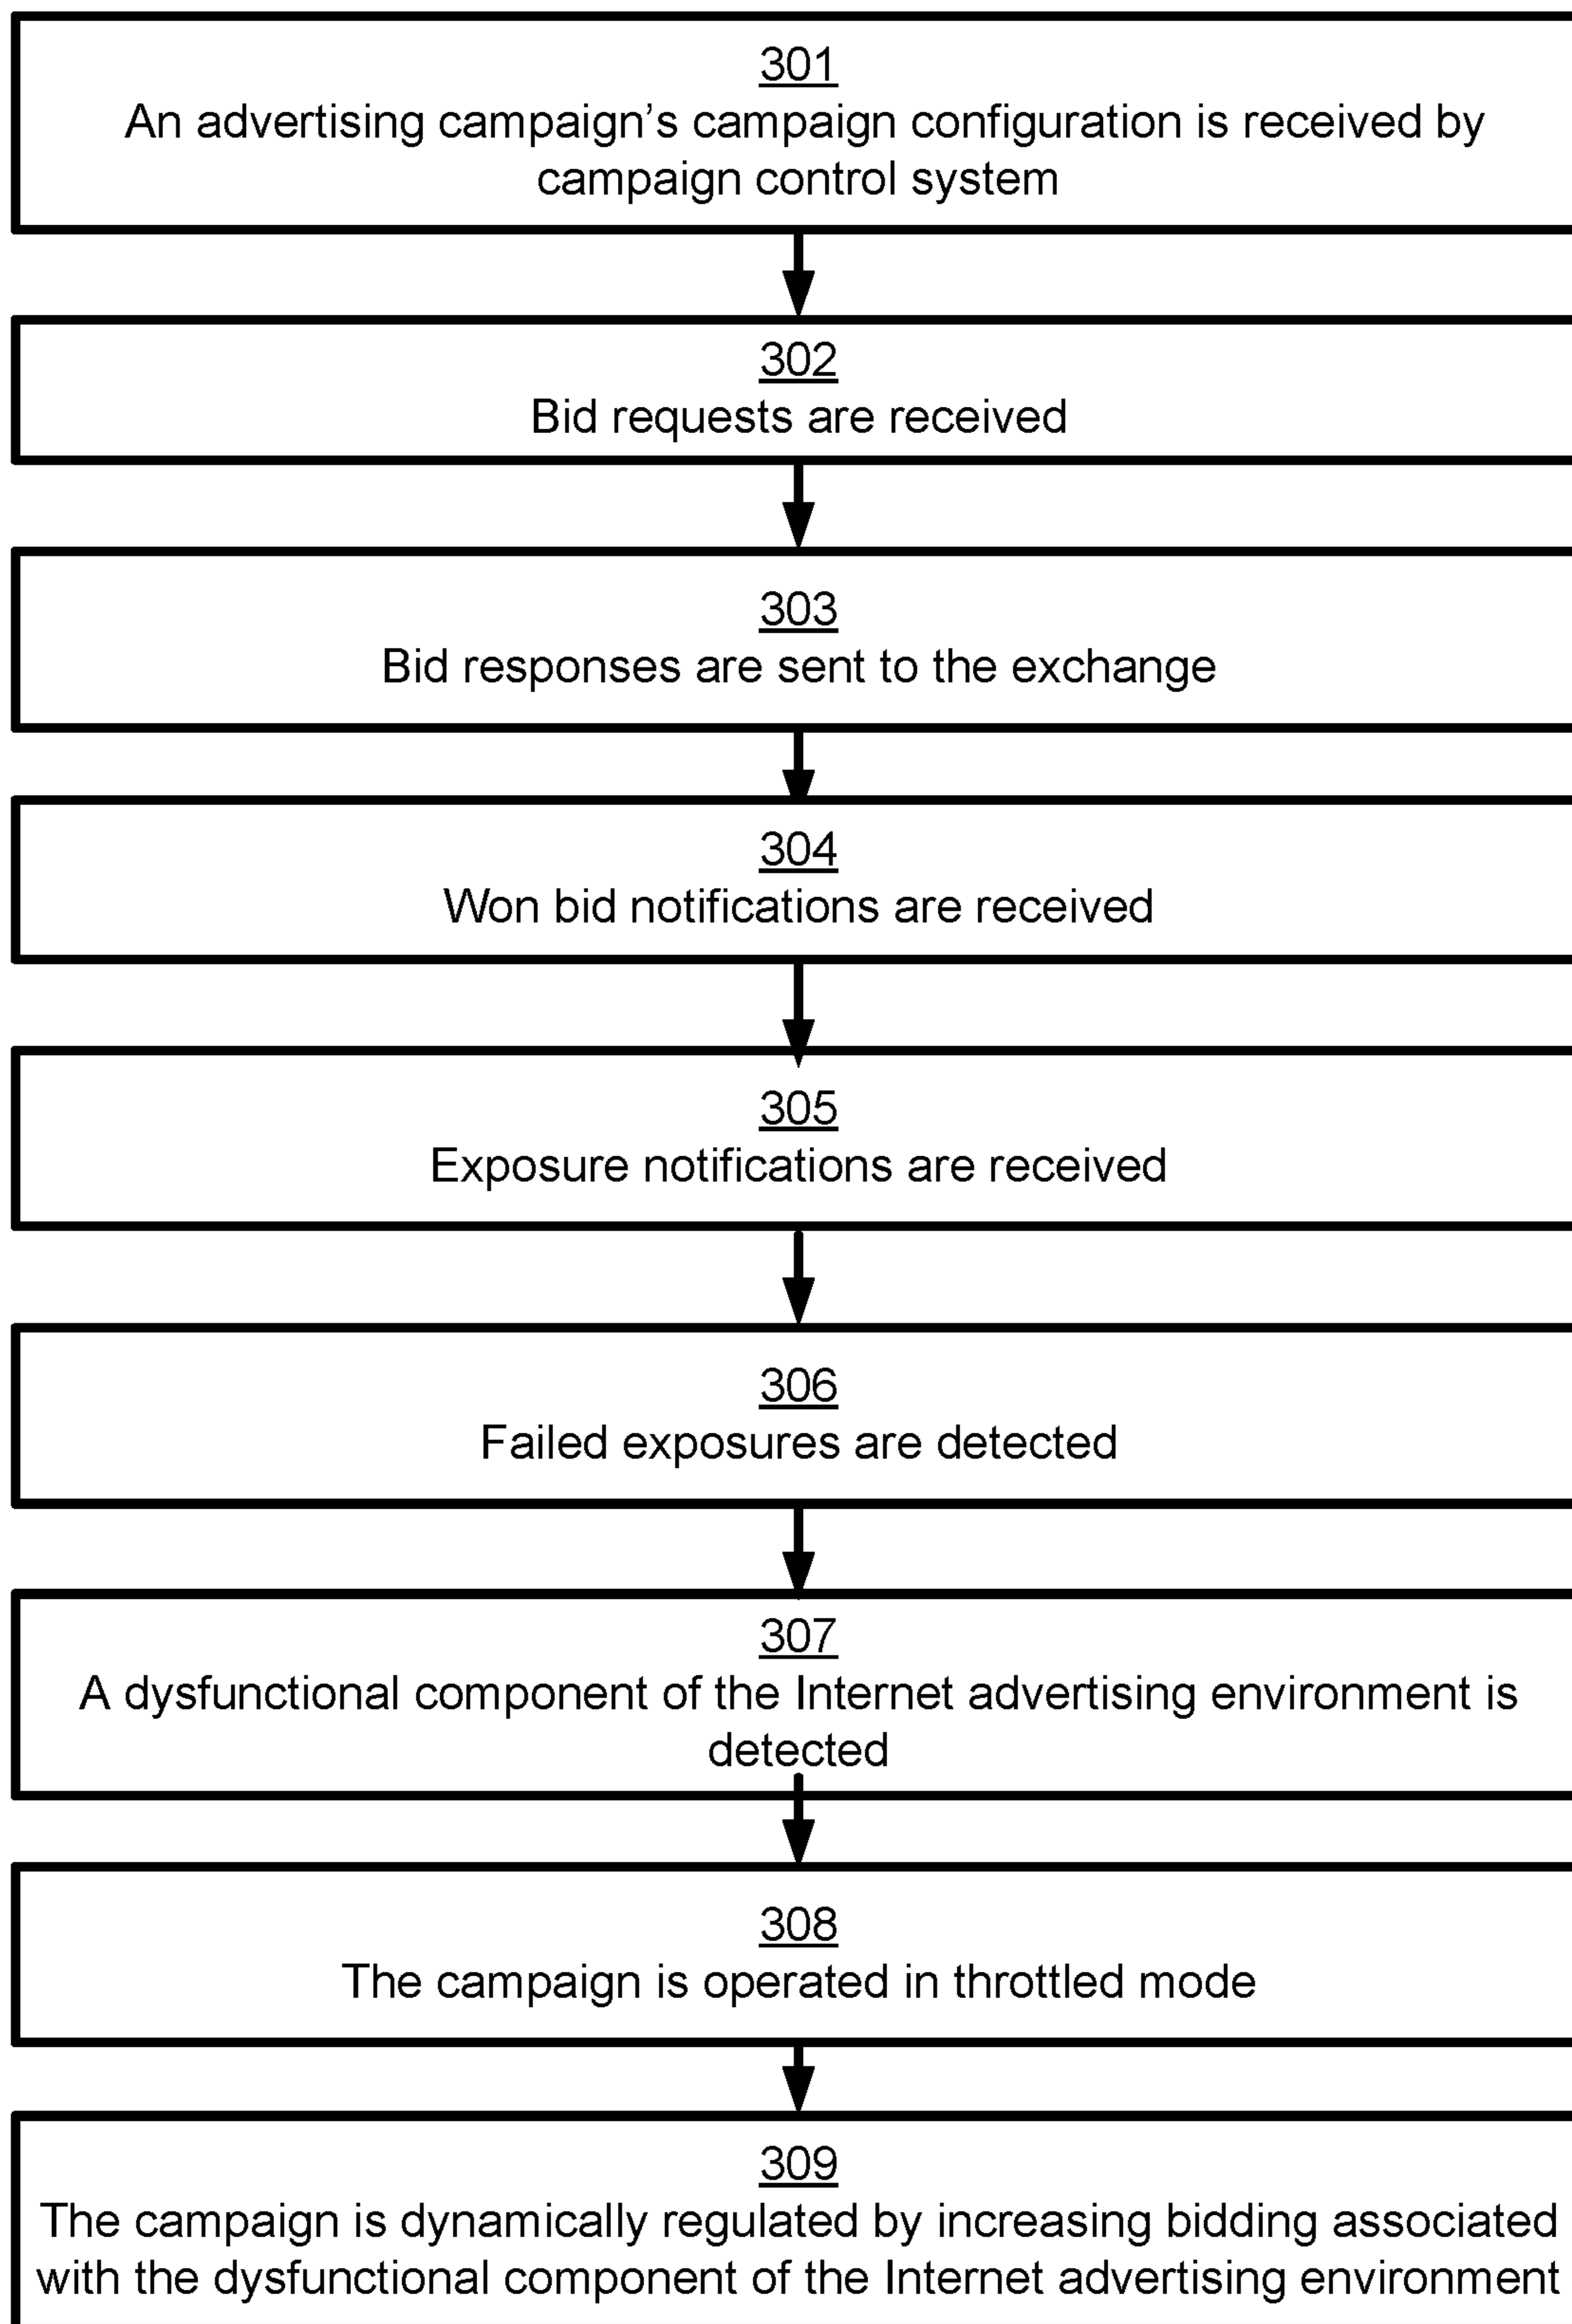 301
An advertising campaign’s campaign configuration is received by
campaign control system
302
Bid requests are received
303
Bid responses are sent to the exchange
304
Won bid notifications are received
305
Exposure notifications are received
306
Failed exposures are detected
307
A dysfunctional component of the Internet advertising environment is
detected
308
The campaign is operated in throttled mode
309
The campaign is dynamically regulated by increasing bidding associated
with the dysfunctional component of the Internet advertising environment